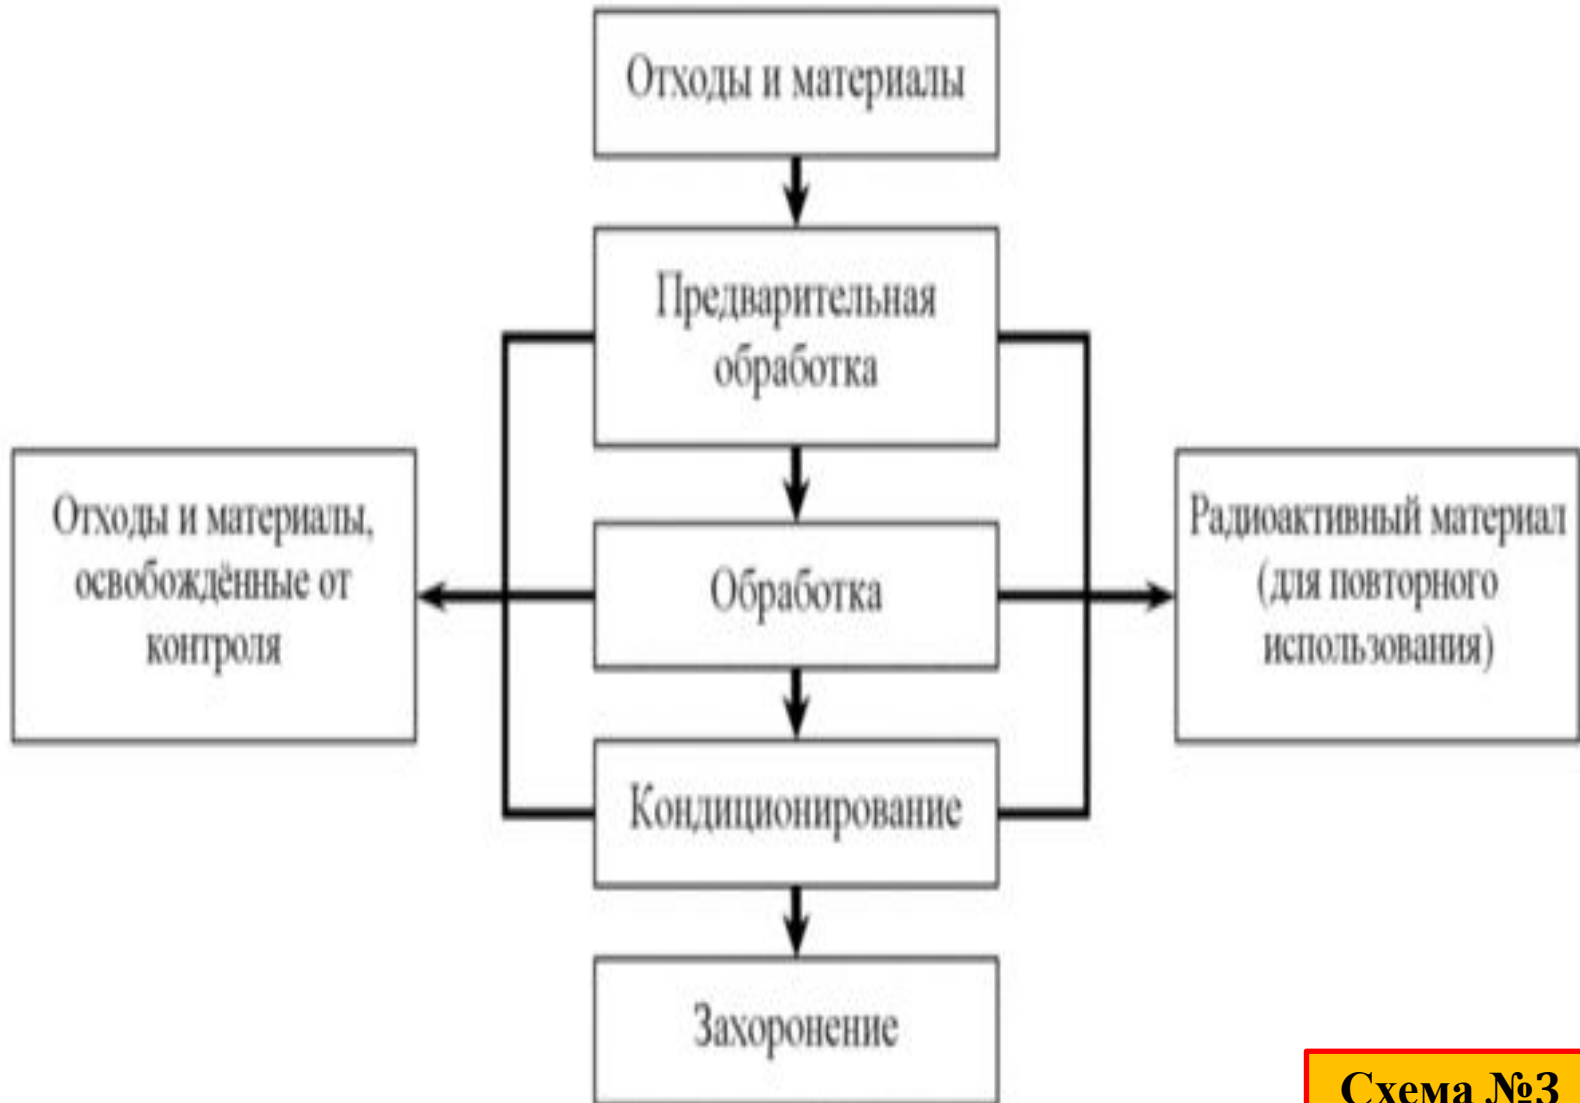 Отходы и материалы
Предварительная
обработка
Отходы и материалы,
освобождённые от
контроля
Обработка
Радиоактивный материал
(для повторного
использования)
Кондиционирование
Захоронение
Схема №3